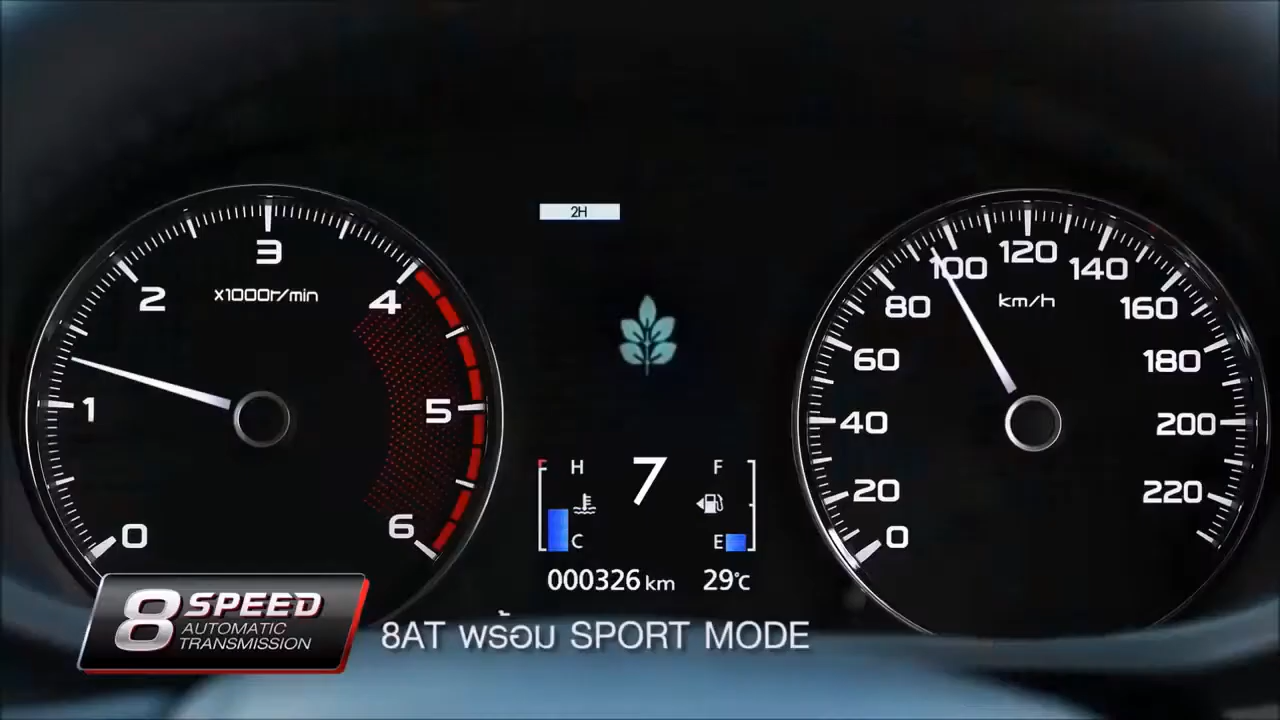 2H
3
2
x1000r/min
4
1
5
0
6
120
100
140
km/h
80
160
60
180
40
200
20
220
0
H 7 F
C E
000326 km 29°C
8 SPEED
AUTOMATIC
TRANSMISSION
8AT พร้อม SPORT MODE